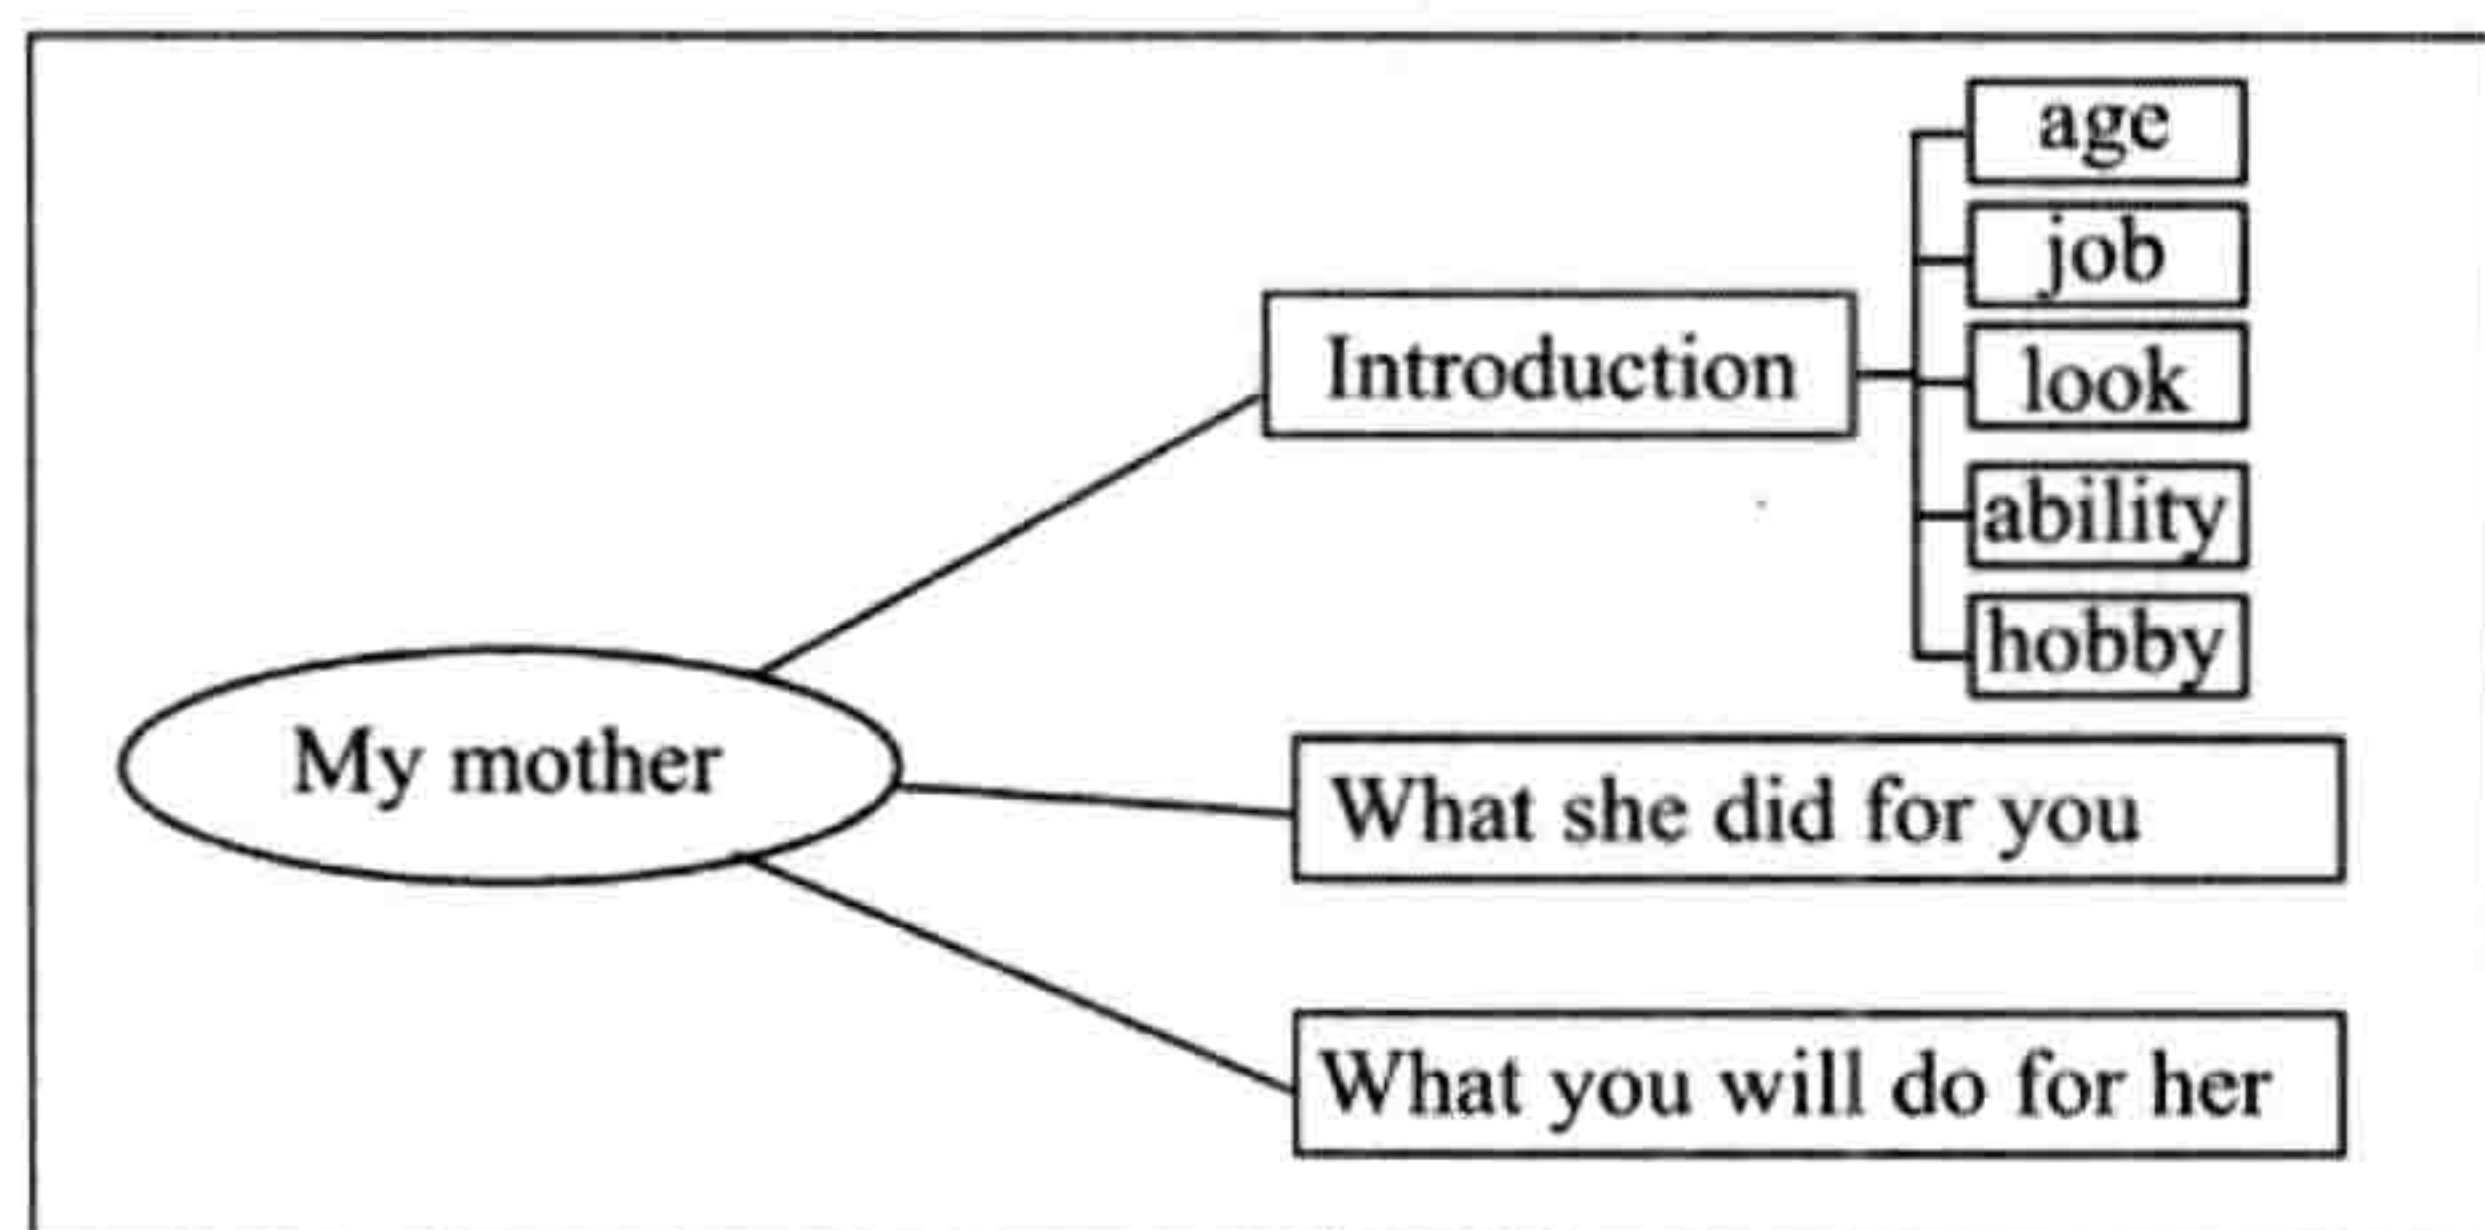 age
job
Introduction
look
ability
hobby
My mother
What she did for you
What you will do for her